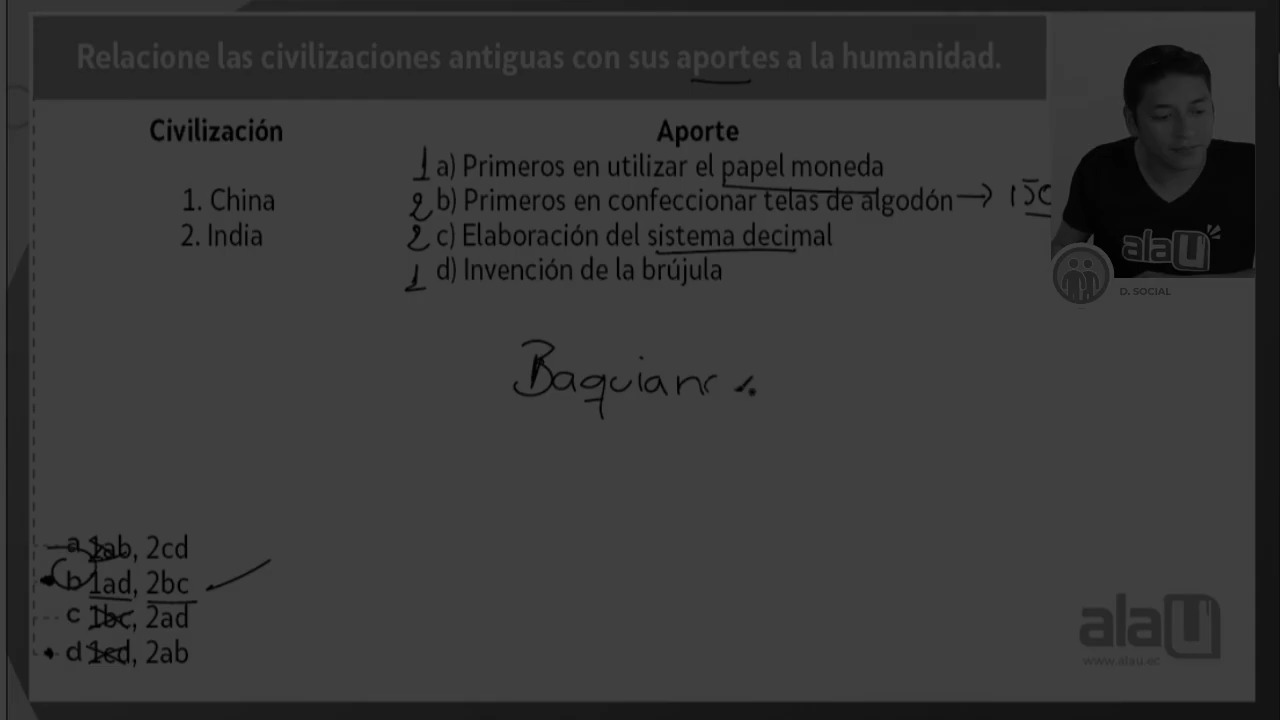 Relacione las civilizaciones antiguas con sus aportes a la humanidad.
Civilización
Aporte
1 a) Primeros en utilizar el papel moneda
1. China
2 b) Primeros en confeccionar telas de algodón →
2. India
2 c) Elaboración del sistema decimal
1 d) Invención de la brújula
alaU
D. SOCIAL
a 1ab, 2cd
b 1ad, 2bc
c 1bc, 2ad
d 1cd, 2ab
alaU
www.alau.ec